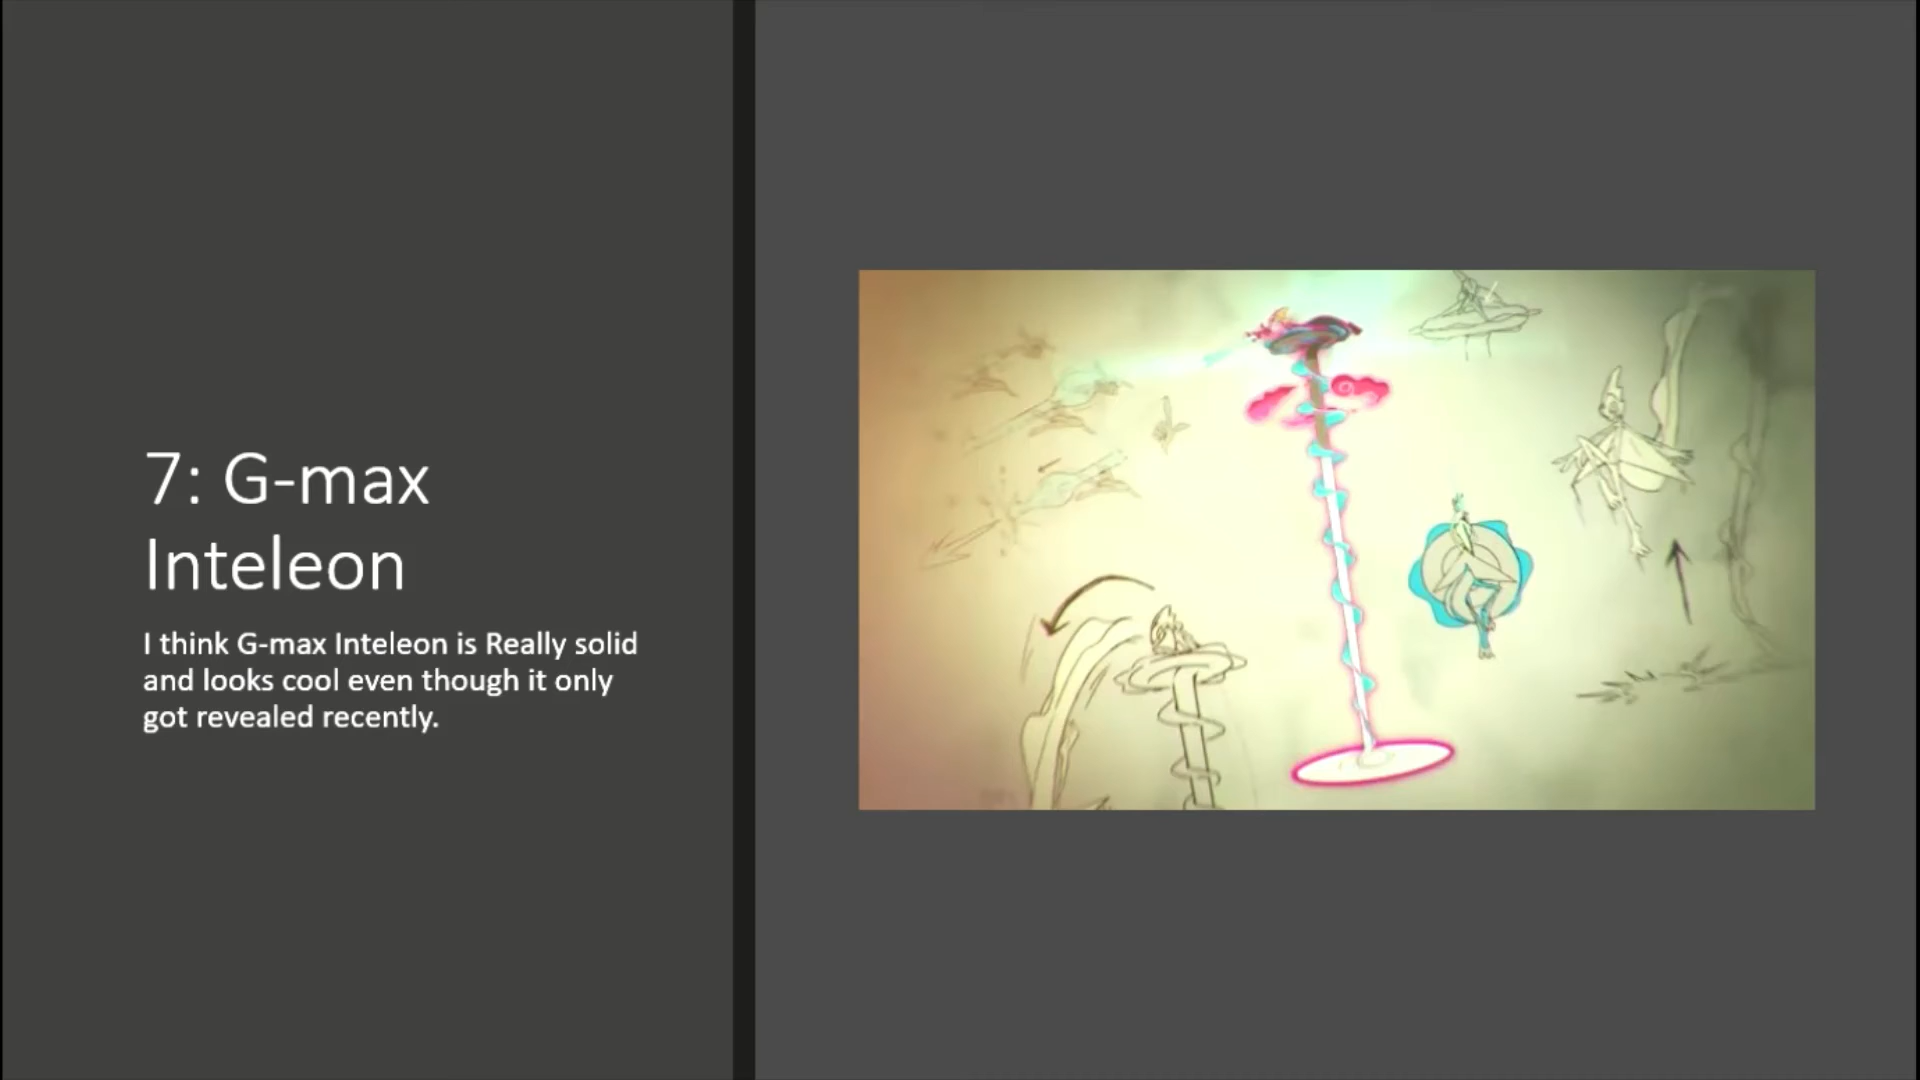 7: G-max
Inteleon
I think G-max Inteleon is Really solid
and looks cool even though it only
got revealed recently.